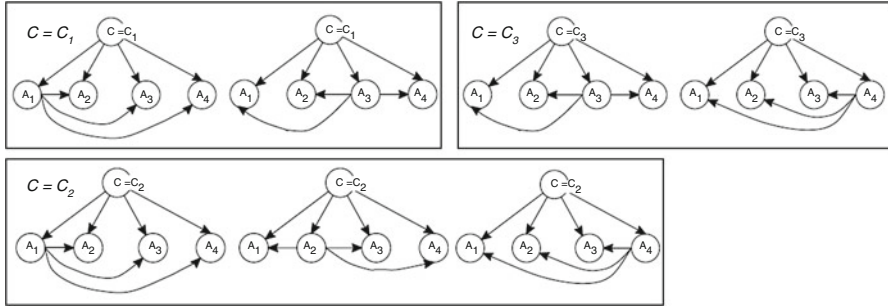 C = C1 C =C1 C =C1
A1 A2 A3 A4 A1 A2 A3 A4
C = C3 C =C3 C =C3
A1 A2 A3 A4 A1 A2 A3 A4
C = C2 C =C2 C =C2 C =C2
A1 A2 A3 A4 A1 A2 A3 A4 A1 A2 A3 A4